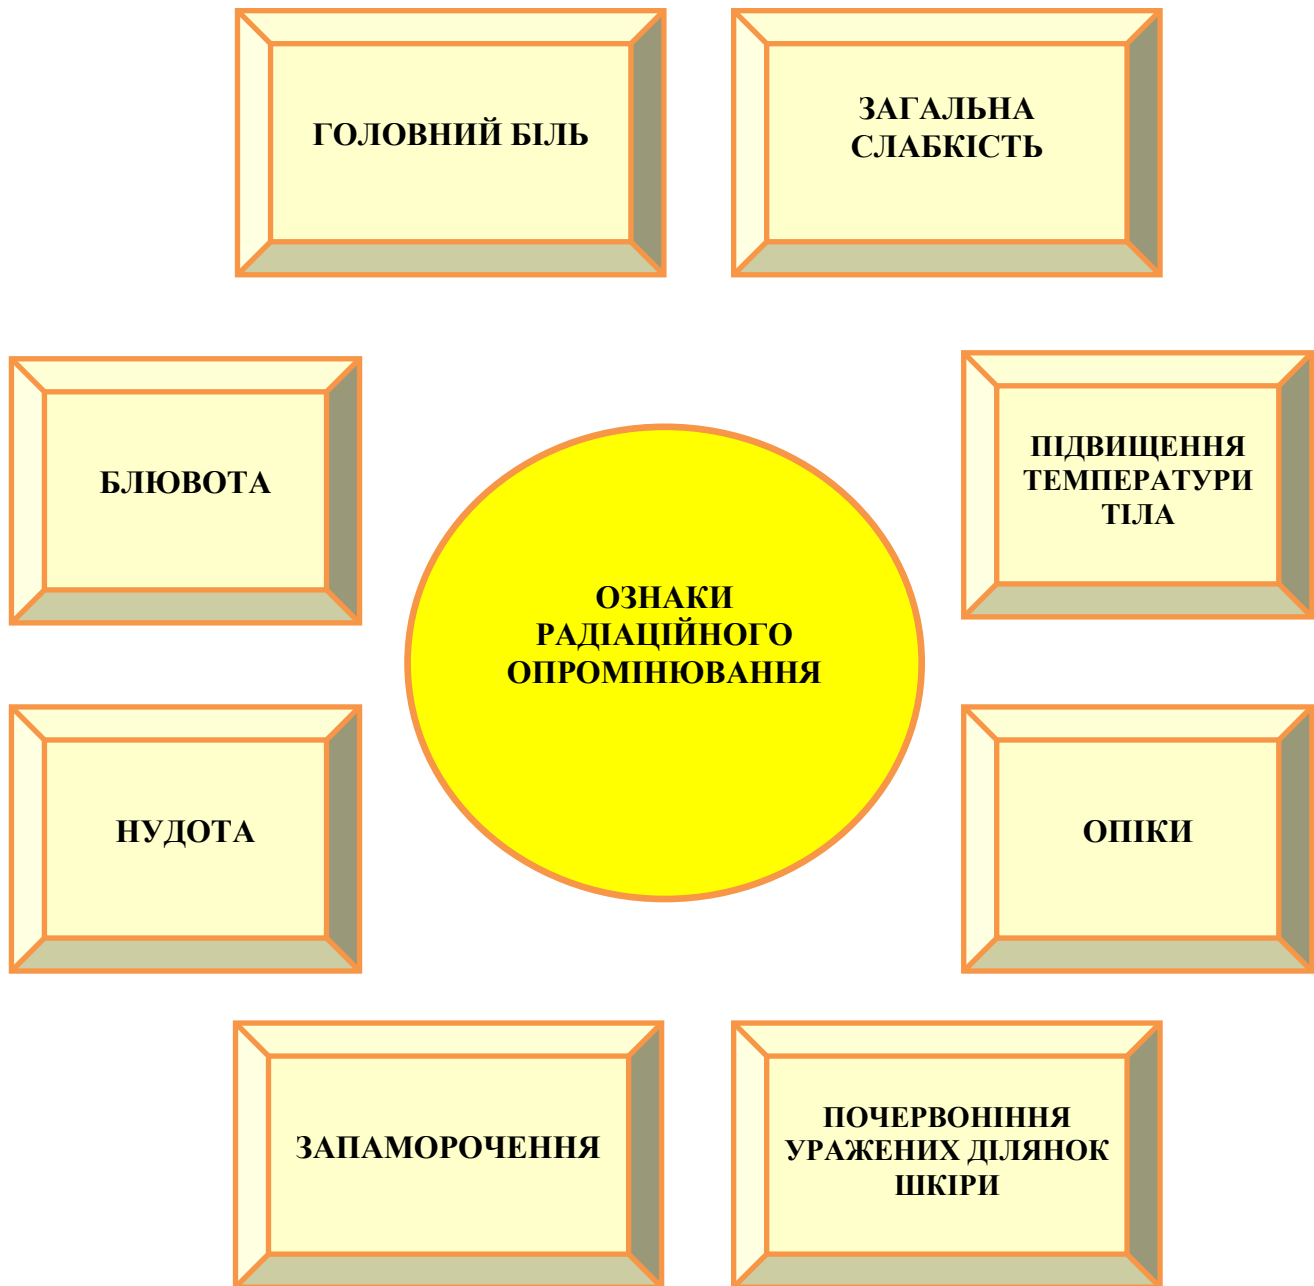 ГОЛОВНИЙ БІЛЬ
ЗАГАЛЬНА
СЛАБКІСТЬ
БЛЮВОТА
ПІДВИЩЕННЯ
ТЕМПЕРАТУРИ
ТІЛА
ОЗНАКИ
РАДІАЦІЙНОГО
ОПРОМІНЮВАННЯ
НУДОТА
ОПІКИ
ЗАПАМОРОЧЕННЯ
ПОЧЕРВОНІННЯ
УРАЖЕНИХ ДІЛЯНОК
ШКІРИ